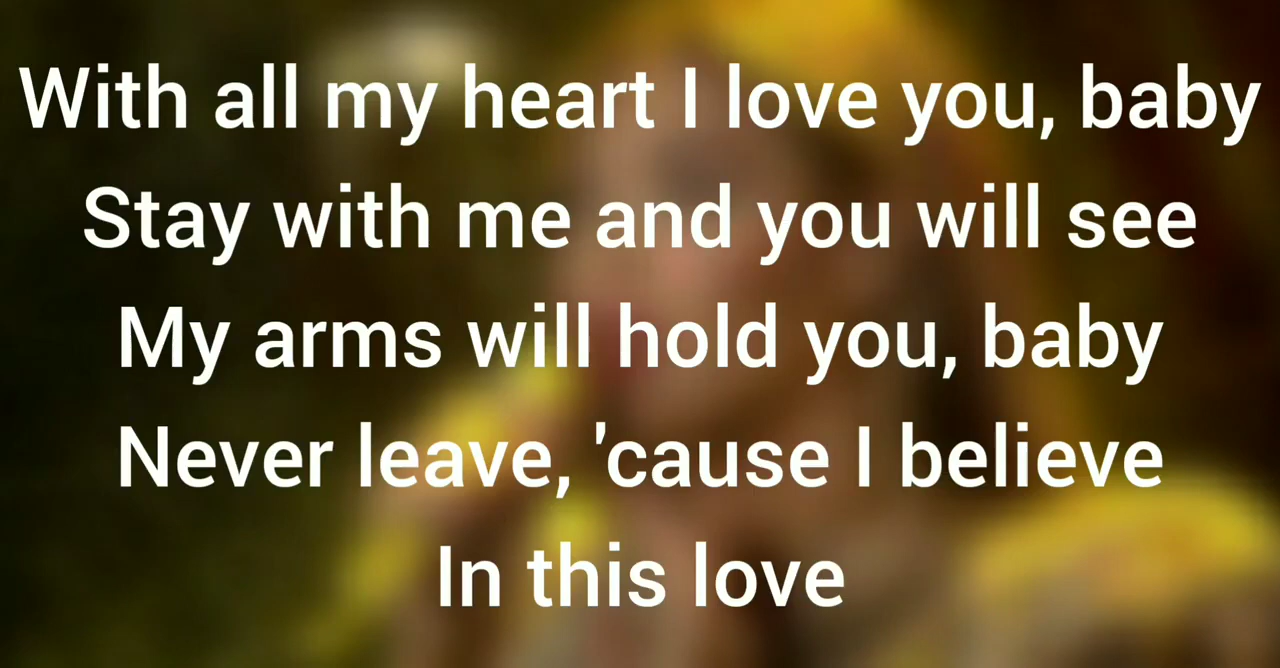 With all my heart I love you, baby
Stay with me and you will see
My arms will hold you, baby
Never leave, 'cause I believe
In this love